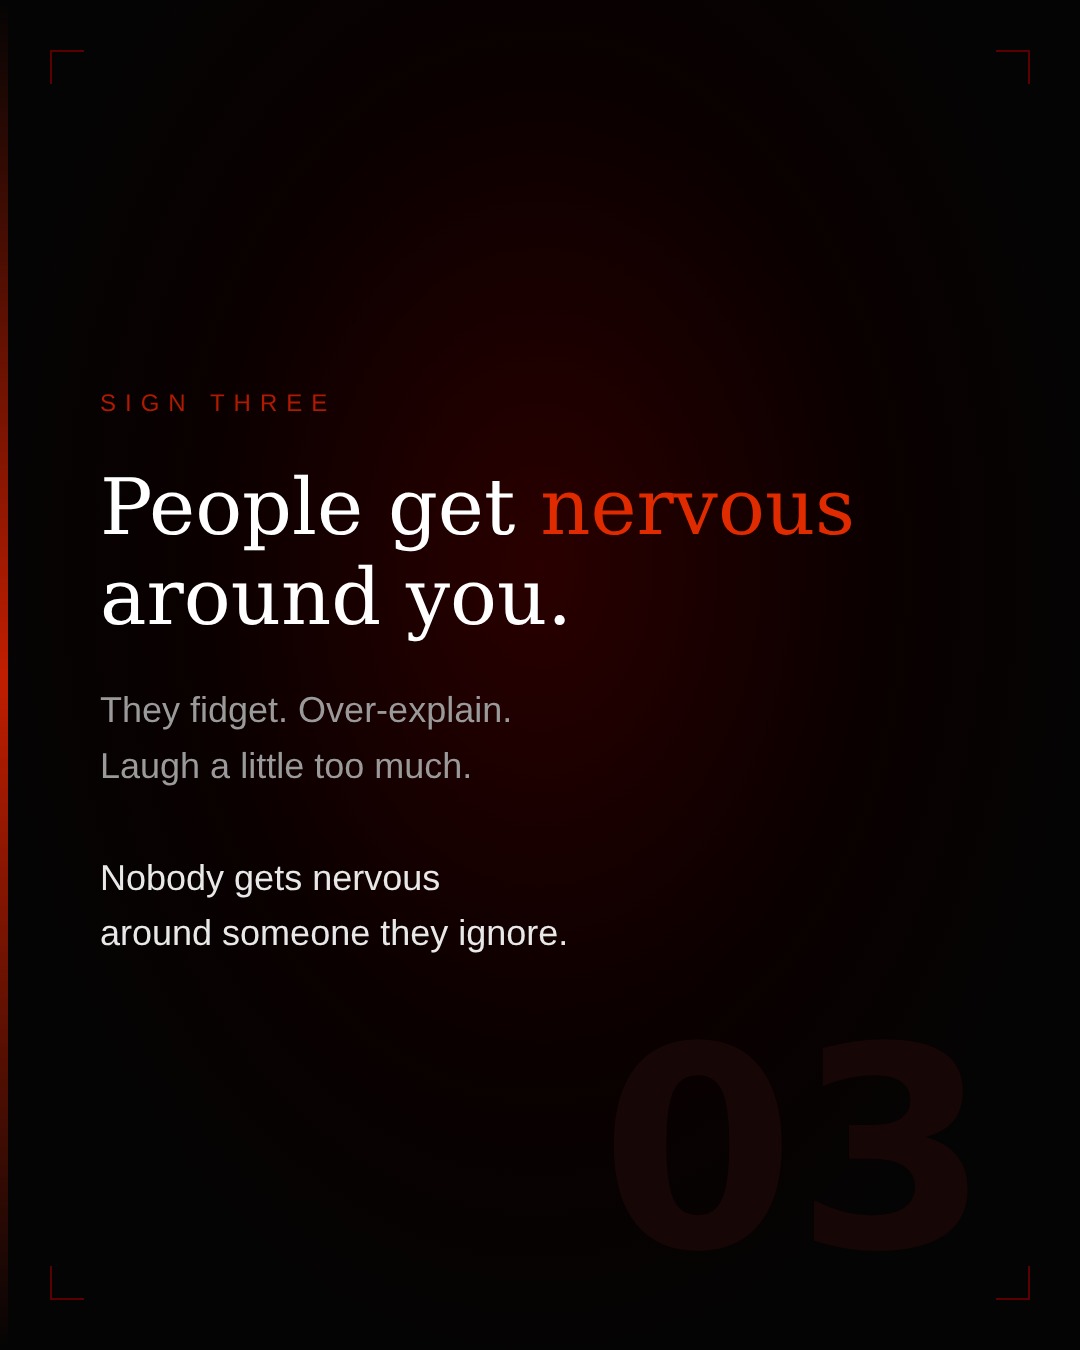 SIGN THREE
People get nervous
around you.
They fidget. Over-explain.
Laugh a little too much.
Nobody gets nervous
around someone they ignore.
03